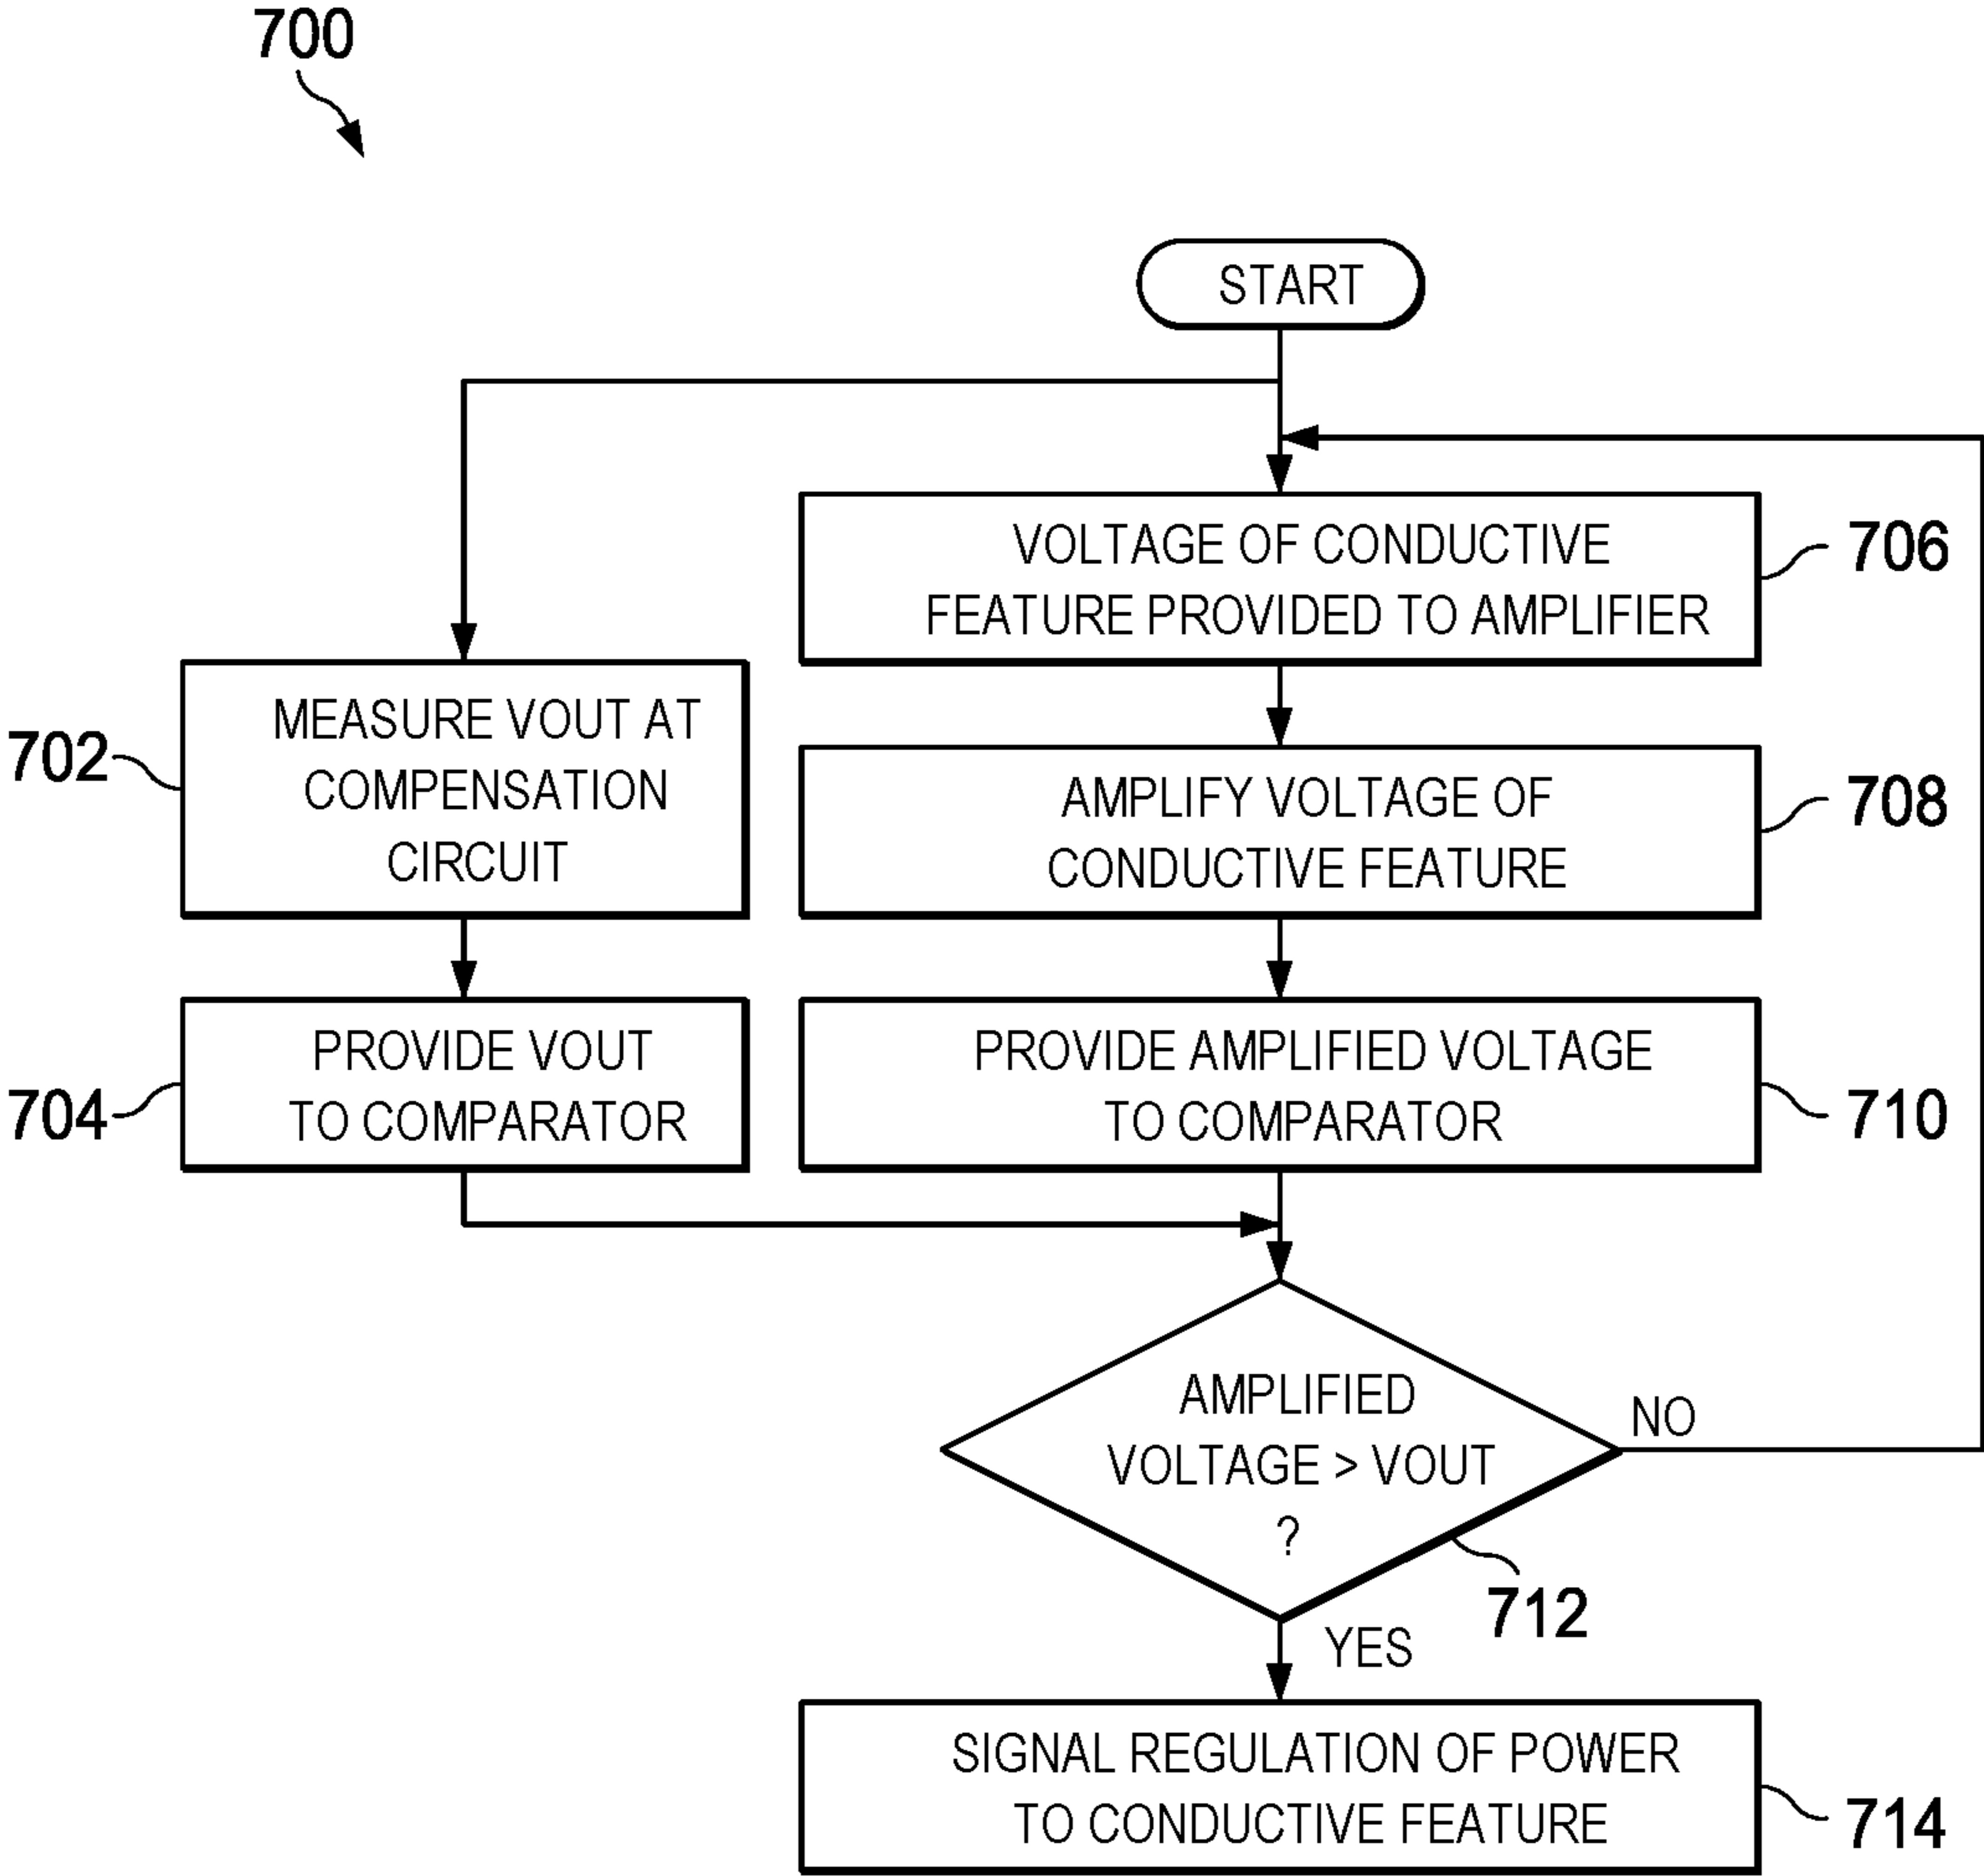 700
START
VOLTAGE OF CONDUCTIVE
FEATURE PROVIDED TO AMPLIFIER
706
MEASURE VOUT AT
COMPENSATION
CIRCUIT
702
AMPLIFY VOLTAGE OF
CONDUCTIVE FEATURE
708
PROVIDE VOUT
TO COMPARATOR
704
PROVIDE AMPLIFIED VOLTAGE
TO COMPARATOR
710
AMPLIFIED
VOLTAGE > VOUT
?
NO
712
YES
SIGNAL REGULATION OF POWER
TO CONDUCTIVE FEATURE
714